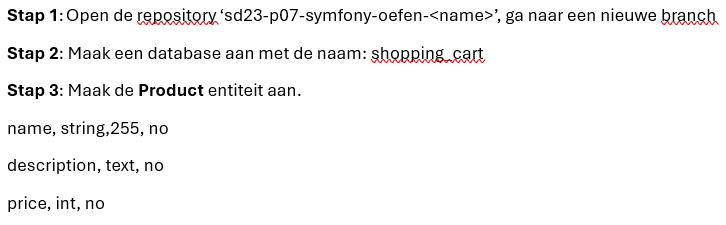 Stap 1: Open de repository ‘sd23-p07-symfony-oefen-<name>’, ga naar een nieuwe branch
Stap 2: Maak een database aan met de naam: shopping_cart
Stap 3: Maak de Product entiteit aan.
name, string,255, no
description, text, no
price, int, no